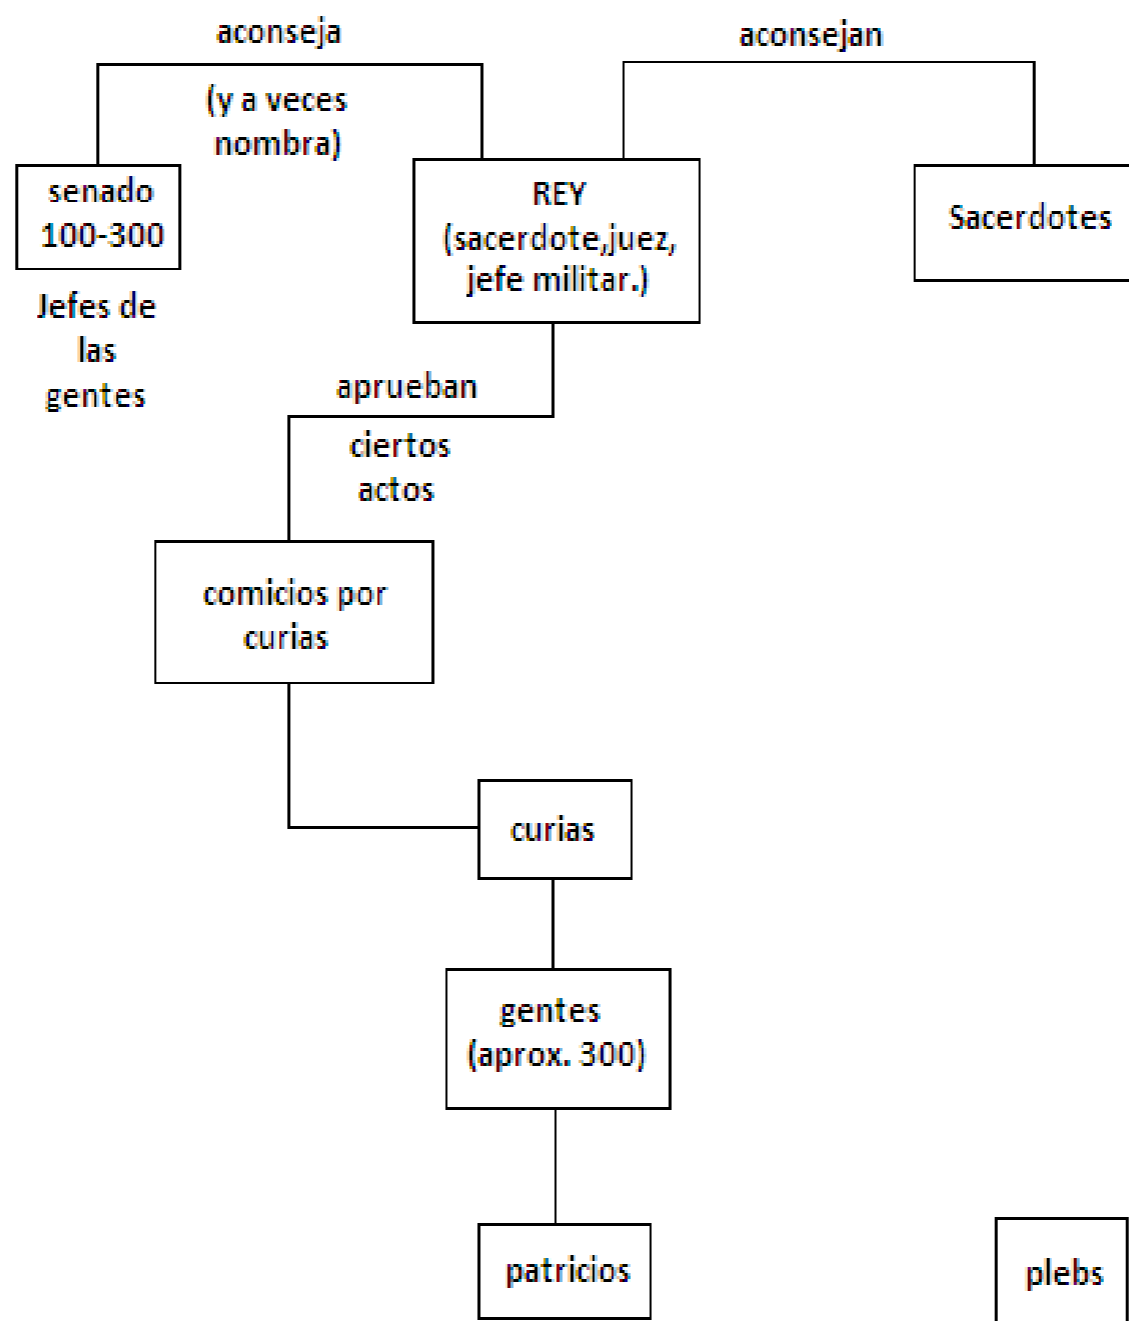 aconseja
aconsejan
(y a veces
nombra)
senado
100-300
REY
(sacerdote,juez,
jefe militar.)
Sacerdotes
Jefes de
las
gentes
aprueban
ciertos
actos
comicios por
curias
curias
gentes
(aprox. 300)
patricios
plebs